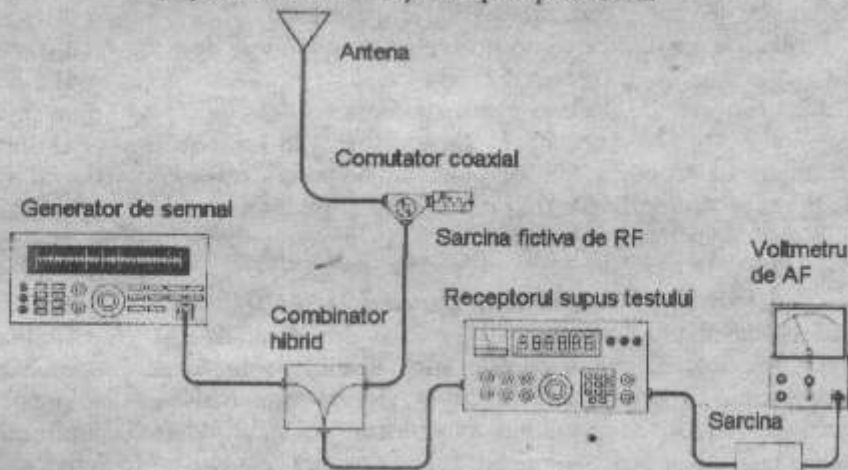 Antena
Comutator coaxial
Generator de semnal
Sarcina fictiva de RF
Voltmetru
de AF
Receptorul supus testului
Combinator
hibrid
Sarcina